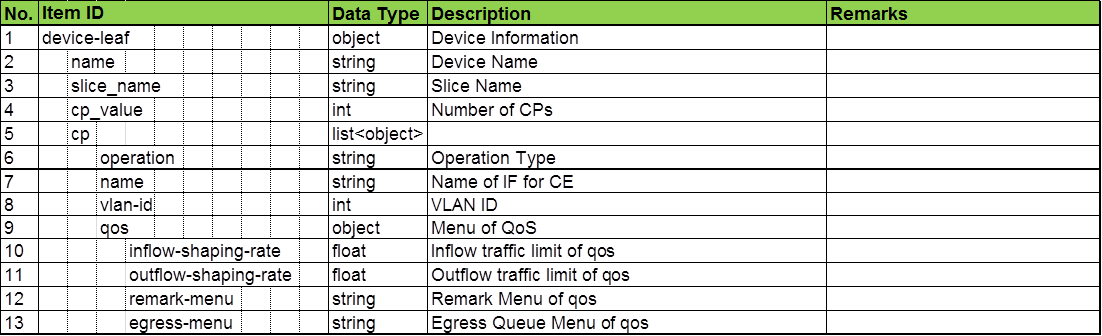 No. Item ID Data Type Description Remarks
1 device-leaf object Device Information
2 name string Device Name
3 slice_name string Slice Name
4 cp_value int Number of CPs
5 cp list<object>
6 operation string Operation Type
7 name string Name of IF for CE
8 vlan-id int VLAN ID
9 qos object Menu of QoS
10 inflow-shaping-rate float Inflow traffic limit of qos
11 outflow-shaping-rate float Outflow traffic limit of qos
12 remark-menu string Remark Menu of qos
13 egress-menu string Egress Queue Menu of qos